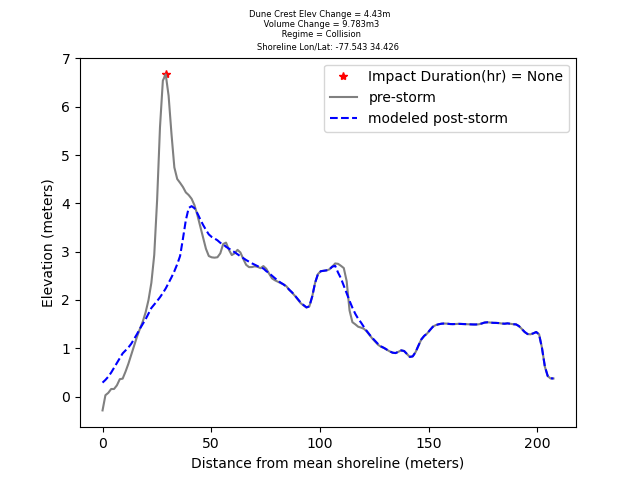 Dune Crest Elev Change = 4.43m
Volume Change = 9.783m3
Regime = Collision
Shoreline Lon/Lat: -77.543 34.426
Impact Duration(hr) = None
pre-storm
modeled post-storm
Elevation (meters)
7
6
5
4
3
2
1
0
0 50 100 150 200
Distance from mean shoreline (meters)